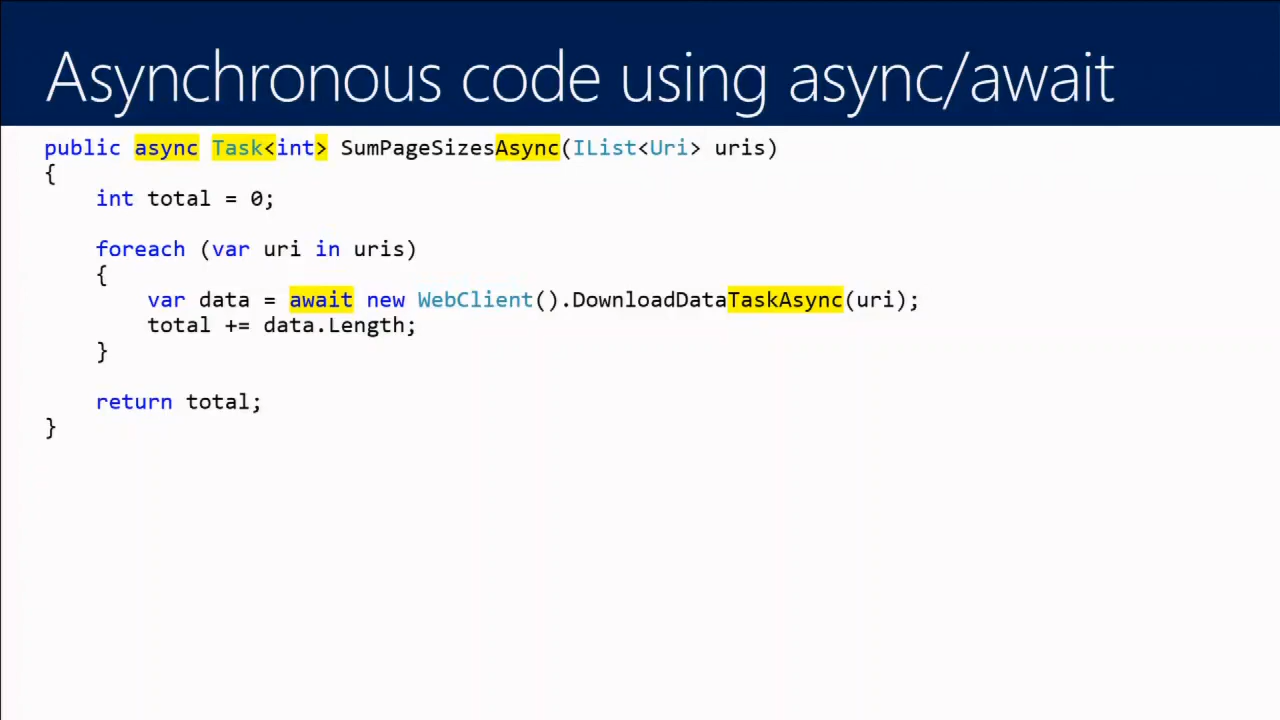 Asynchronous code using async/await
public async Task<int> SumPageSizesAsync(IList<Uri> uris)
{
    int total = 0;
    foreach (var uri in uris)
    {
        var data = await new WebClient().DownloadDataTaskAsync(uri);
        total += data.Length;
    }
    return total;
}